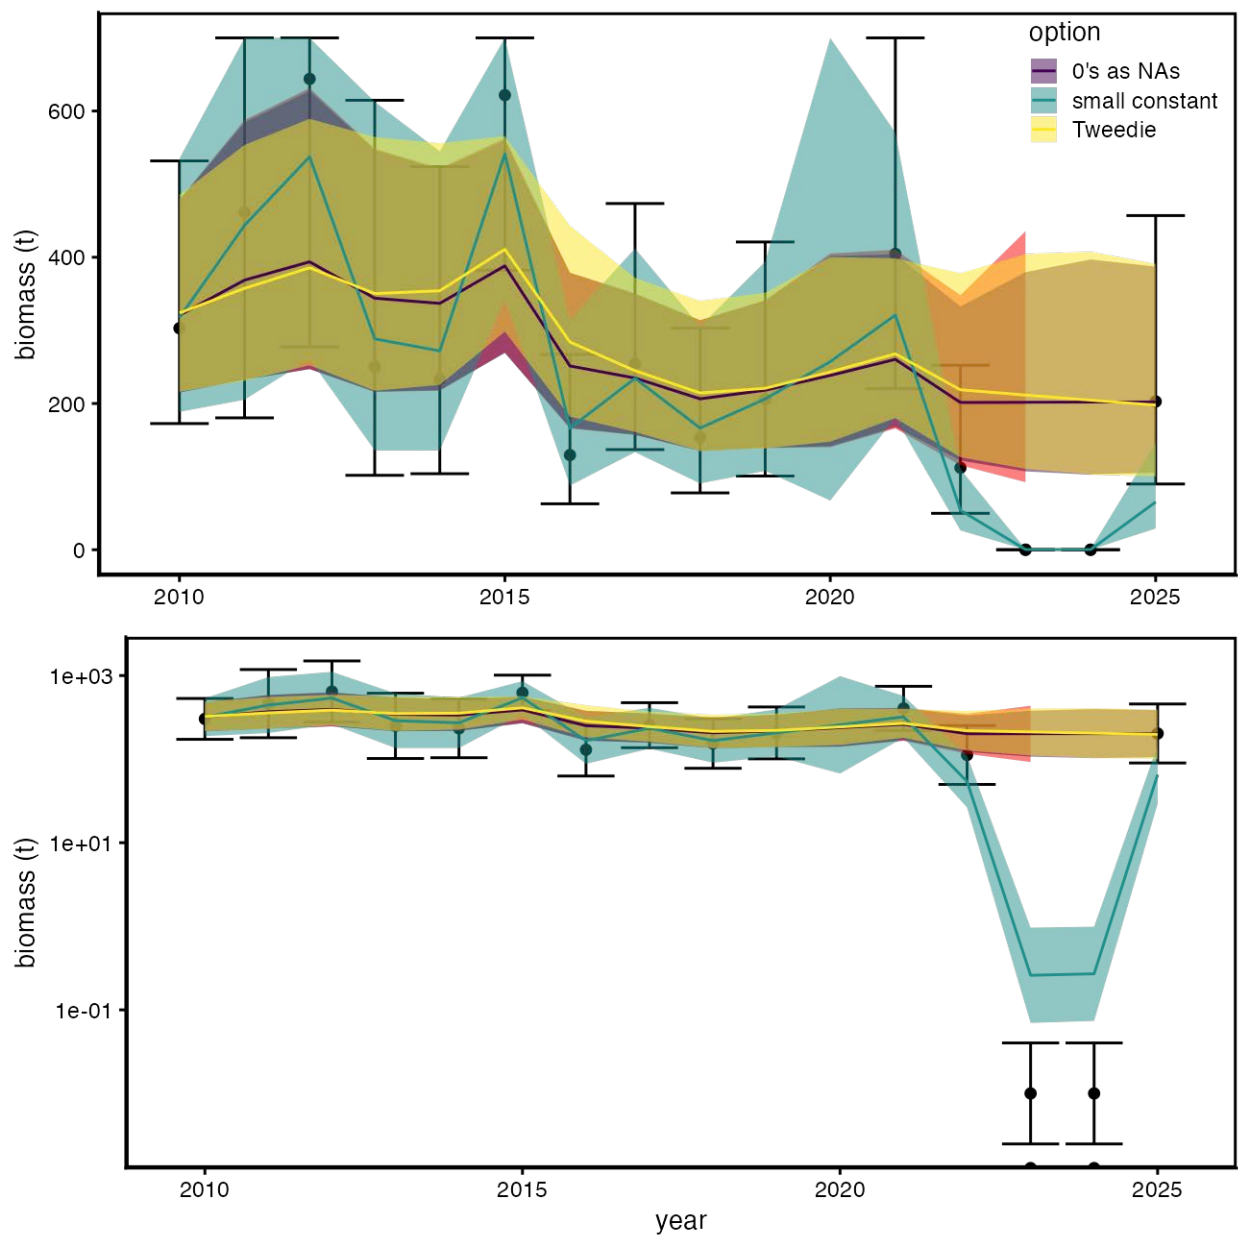 option
0's as NAs
small constant
Tweedie
biomass (t)
600
400
200
0
2010 2015 2020 2025
biomass (t)
1e+03
1e+01
1e-01
2010 2015 2020 2025
year